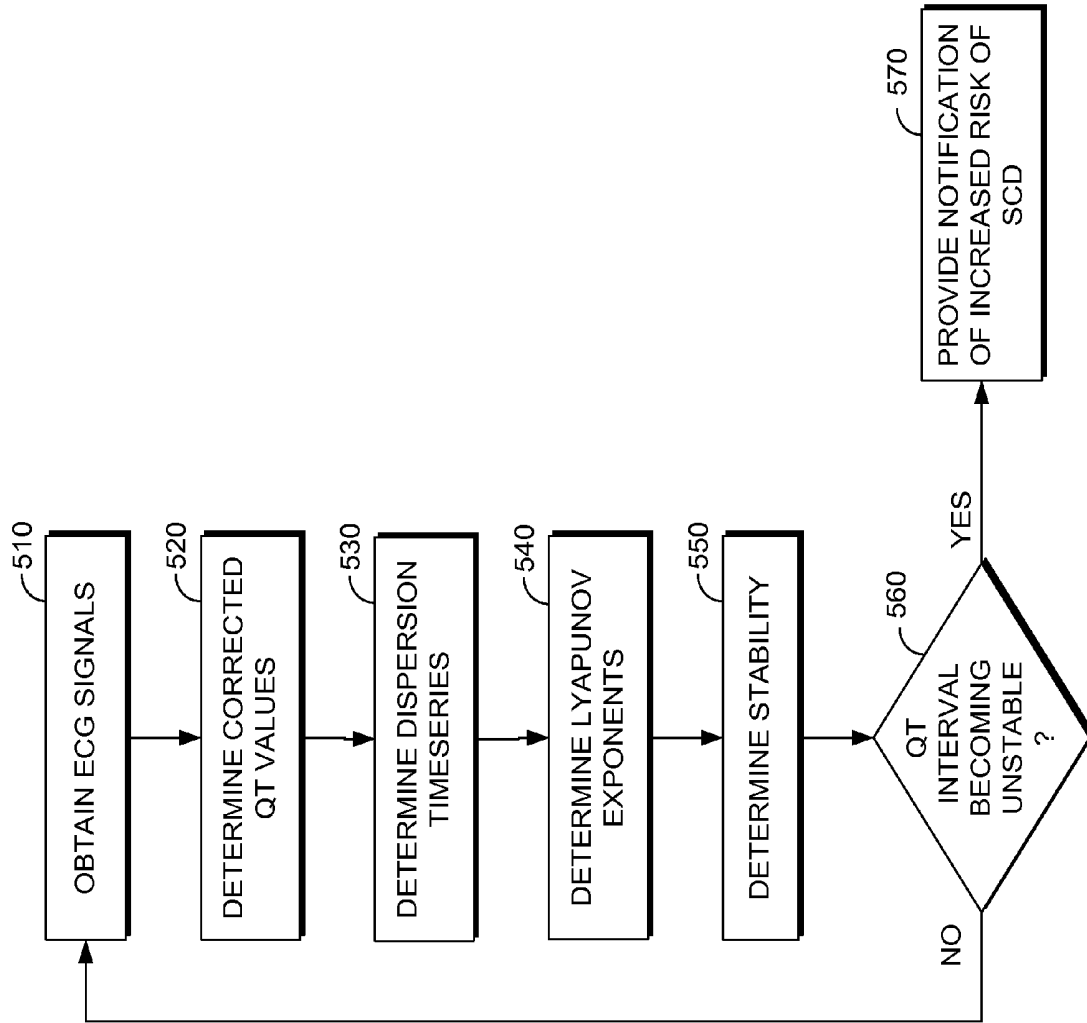 510
OBTAIN ECG SIGNALS
520
DETERMINE CORRECTED
QT VALUES
530
DETERMINE DISPERSION
TIMESERIES
540
DETERMINE LYAPUNOV
EXPONENTS
550
DETERMINE STABILITY
560
QT
INTERVAL
BECOMING
UNSTABLE
?
NO
YES
570
PROVIDE NOTIFICATION
OF INCREASED RISK OF
SCD